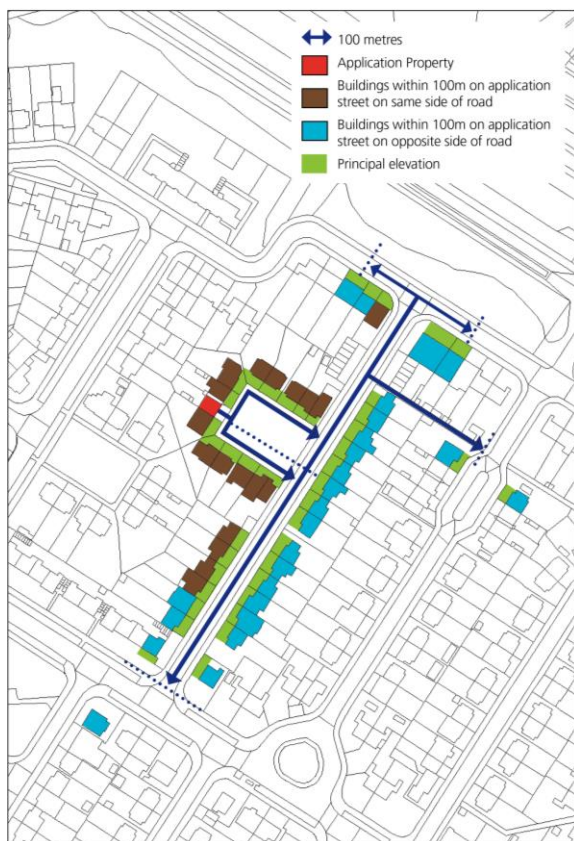 100 metres
Application Property
Buildings within 100m on application
street on same side of road
Buildings within 100m on application
street on opposite side of road
Principal elevation